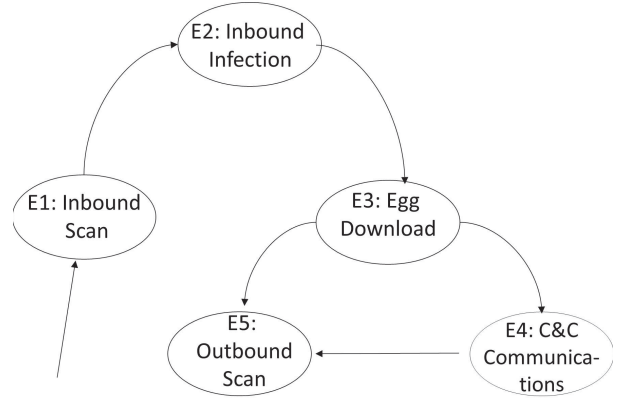 E2: Inbound
Infection
E1: Inbound
Scan
E3: Egg
Download
E5:
Outbound
Scan
E4: C&C
Communica-
tions